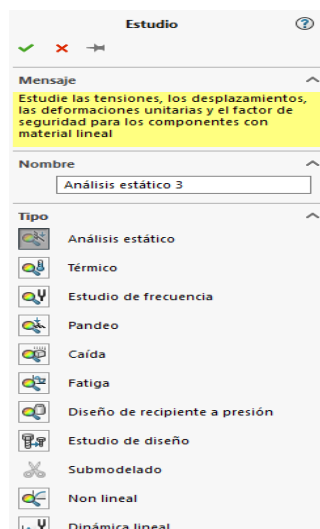 Estudio
Mensaje
Estudie las tensiones, los desplazamientos,
las deformaciones unitarias y el factor de
seguridad para los componentes con
material lineal
Nombre
Análisis estático 3
Tipo
Análisis estático
Térmico
Estudio de frecuencia
Pandeo
Caída
Fatiga
Diseño de recipiente a presión
Estudio de diseño
Submodelado
Non lineal
Dinámica lineal